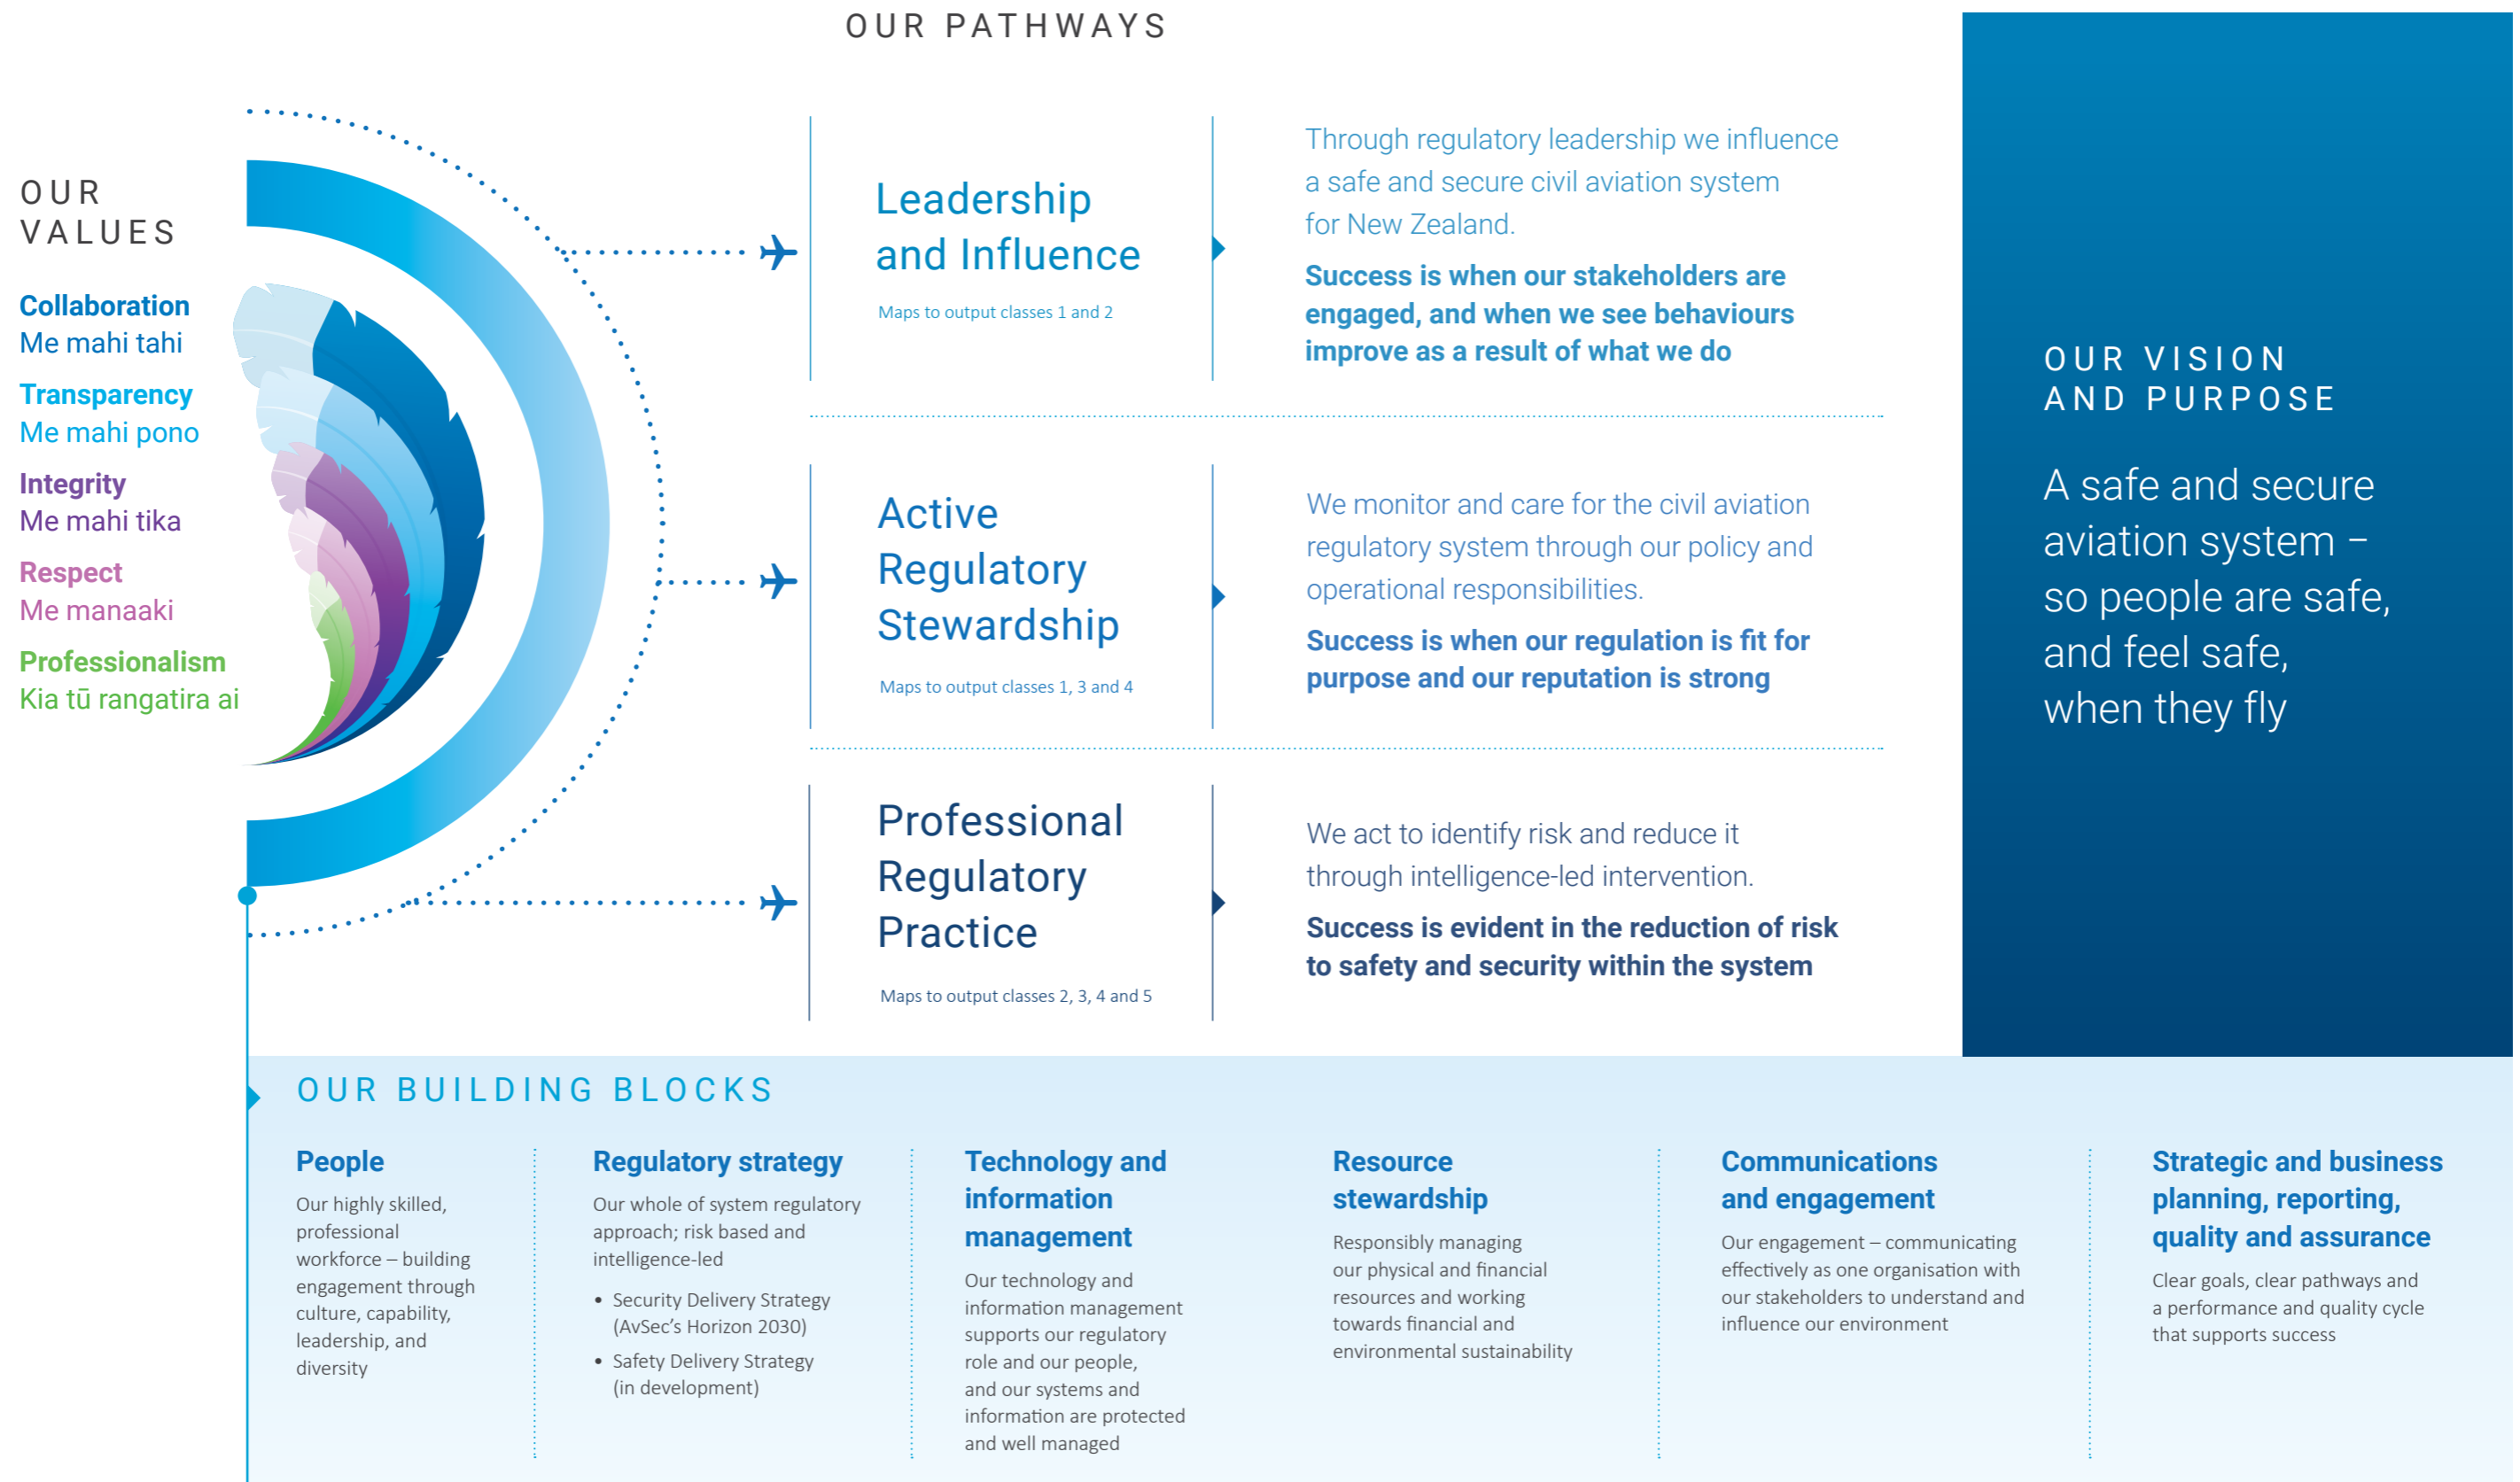 OUR PATHWAYS
OUR
VALUES
Collaboration
Me mahi tahi
Transparency
Me mahi pono
Integrity
Me mahi tika
Respect
Me manaaki
Professionalism
Kia tū rangatira ai
Leadership
and Influence
Maps to output classes 1 and 2
Through regulatory leadership we influence
a safe and secure civil aviation system
for New Zealand.
Success is when our stakeholders are
engaged, and when we see behaviours
improve as a result of what we do
Active
Regulatory
Stewardship
Maps to output classes 1, 3 and 4
We monitor and care for the civil aviation
regulatory system through our policy and
operational responsibilities.
Success is when our regulation is fit for
purpose and our reputation is strong
Professional
Regulatory
Practice
Maps to output classes 2, 3, 4 and 5
We act to identify risk and reduce it
through intelligence-led intervention.
Success is evident in the reduction of risk
to safety and security within the system
OUR VISION
AND PURPOSE
A safe and secure
aviation system –
so people are safe,
and feel safe,
when they fly
OUR BUILDING BLOCKS
People
Our highly skilled,
professional
workforce – building
engagement through
culture, capability,
leadership, and
diversity
Regulatory strategy
Our whole of system regulatory
approach; risk based and
intelligence-led
• Security Delivery Strategy
(AvSec's Horizon 2030)
• Safety Delivery Strategy
(in development)
Technology and
information
management
Our technology and
information management
supports our regulatory
role and our people,
and our systems and
information are protected
and well managed
Resource
stewardship
Responsibly managing
our physical and financial
resources and working
towards financial and
environmental sustainability
Communications
and engagement
Our engagement – communicating
effectively as one organisation with
our stakeholders to understand and
influence our environment
Strategic and business
planning, reporting,
quality and assurance
Clear goals, clear pathways and
a performance and quality cycle
that supports success